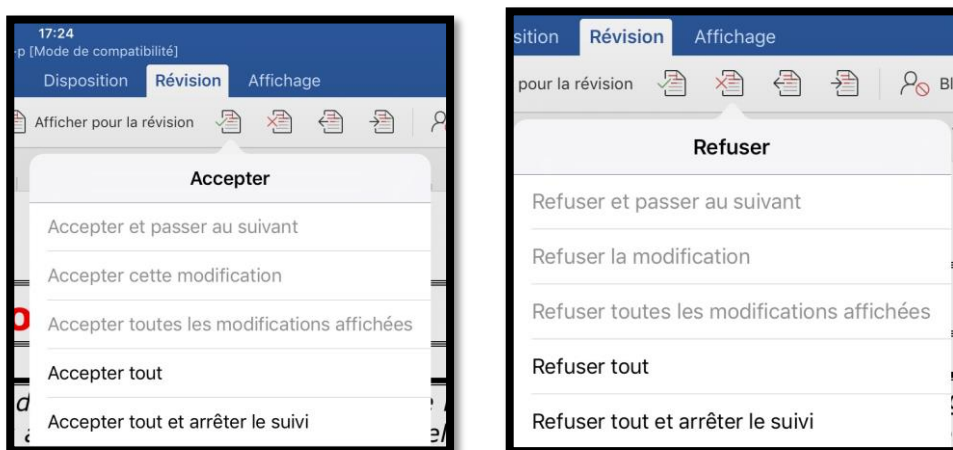 17:24
-p [Mode de compatibilité]
Disposition Révision Affichage
Afficher pour la révision
Accepter
Accepter et passer au suivant
Accepter cette modification
Accepter toutes les modifications affichées
Accepter tout
Accepter tout et arrêter le suivi
sition Révision Affichage
pour la révision Bl
Refuser
Refuser et passer au suivant
Refuser la modification
Refuser toutes les modifications affichées
Refuser tout
Refuser tout et arrêter le suivi